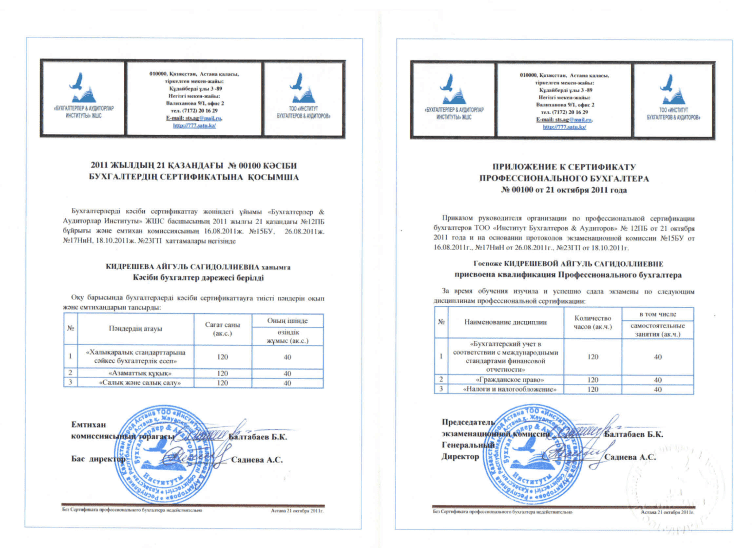 «БУХГАЛТЕРЛЕР & АУДИТОРЛАР
ИНСТИТУТЫ» ЖШС
010000, Қазақстан, Астана қаласы,
тіркелген мекен-жайы:
Құдайберді ұлы 3 -89
Негізгі мекен-жайы:
Валиханова 9/1, офис 2
тел. (7172) 20 16 29
ТОО «ИНСТИТУТ
БУХГАЛТЕРОВ & АУДИТОРОВ»
2011 ЖЫЛДЫҢ 21 ҚАЗАНДАҒЫ № 00100 КӘСІБИ
БУХГАЛТЕРДІҢ СЕРТИФИКАТЫНА ҚОСЫМША
Бухгалтерлерді кәсіби сертификаттау жөніндегі ұйымы «Бухгалтерлер &
Аудиторлар Институты» ЖШС басшысының 2011 жылғы 21 қазандағы №12ПБ
бұйрығы және емтихан комиссиясының 16.08.2011ж. №15БУ, 26.08.2011ж.
№17НиН, 18.10.2011ж. №23ГП хаттамалары негізінде
КИДРЕШЕВА АЙГУЛЬ САГИДОЛЛИЕВНА ханымға
Кәсіби бухгалтер дәрежесі берілді
Оқу барысында бухгалтерлерді кәсіби сертификаттауға тиісті пәндерін оқып
және емтихандарын тапсырды:
№ Пәндердің атауы Сағат саны (ак.с.) Оның ішінде
өзіндік жұмыс (ак.с.)
1 «Халықаралық стандарттарына сәйкес бухгалтерлік есеп» 120 40
2 «Азаматтық құқық» 120 40
3 «Салық және салық салу» 120 40
Емтихан
комиссиясының төрағасы Балтабаев Б.К.
Бас директор Садиева А.С.
Без Сертификата профессионального бухгалтера недействительно Астана 21 октября 2011г.
«БУХГАЛТЕРЛЕР & АУДИТОРЛАР
ИНСТИТУТЫ» ЖШС
010000, Қазақстан, Астана қаласы,
тіркелген мекен-жайы:
Құдайберді ұлы 3 -89
Негізгі мекен-жайы:
Валиханова 9/1, офис 2
тел. (7172) 20 16 29
ТОО «ИНСТИТУТ
БУХГАЛТЕРОВ & АУДИТОРОВ»
ПРИЛОЖЕНИЕ К СЕРТИФИКАТУ
ПРОФЕССИОНАЛЬНОГО БУХГАЛТЕРА
№ 00100 от 21 октября 2011 года
Приказом руководителя организации по профессиональной сертификации
бухгалтеров ТОО «Институт Бухгалтеров & Аудиторов» № 12ПБ от 21 октября
2011 года и на основании протоколов экзаменационной комиссии №15БУ от
16.08.2011г., №17НиН от 26.08.2011г., №23ГП от 18.10.2011г.
Госпоже КИДРЕШЕВОЙ АЙГУЛЬ САГИДОЛЛИЕВНЕ
присвоена квалификация Профессионального бухгалтера
За время обучения изучила и успешно сдала экзамены по следующим
дисциплинам профессиональной сертификации:
№ Наименование дисциплин Количество часов (ак.ч.) в том числе
самостоятельные занятия (ак.ч.)
1 «Бухгалтерский учет в соответствии с международными стандартами финансовой отчетности» 120 40
2 «Гражданское право» 120 40
3 «Налоги и налогообложение» 120 40
Председатель
экзаменационной комиссии Балтабаев Б.К.
Генеральный
Директор Садиева А.С.
Без Сертификата профессионального бухгалтера недействительно Астана 21 октября 2011г.